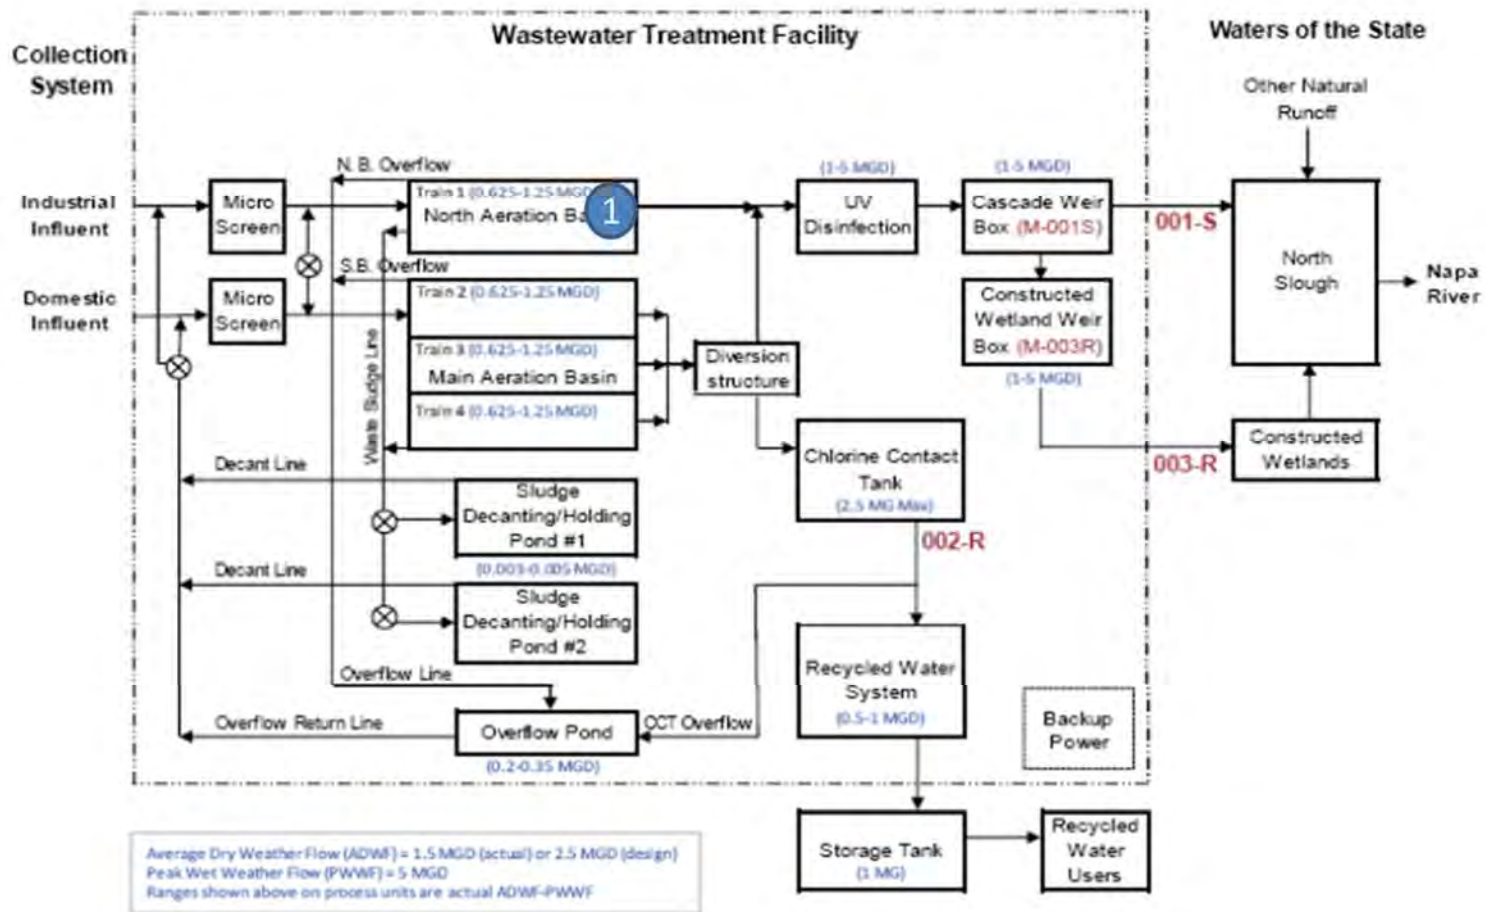 Wastewater Treatment Facility
Waters of the State
Collection
System
Other Natural
Runoff
N. B. Overflow
Industrial
Influent
Micro
Screen
Train 1 (0.625-1.25 MGD
North Aeration Ba
1
(1-5 MGD)
UV
Disinfection
(1-5 MGD)
Cascade Weir
Box (M-001S)
001-S
North
Slough
Napa
River
S.B. Overflow
Domestic
Influent
Micro
Screen
Train 2 (0.625-1.25 MGD)
Train 3 (0.625-1.25 MGD)
Main Aeration Basin
Train 4 (0.625-1.25 MGD)
Diversion
structure
Constructed
Wetland Weir
Box (M-003R)
(1-5 MGD)
Waste Sludge Line
Chlorine Contact
Tank
(2.5 MG Max)
002-R
003-R
Constructed
Wetlands
Decant Line
Sludge
Decanting/Holding
Pond #1
(0.003-0.005 MGD)
Decant Line
Sludge
Decanting/Holding
Pond #2
Overflow Line
Overflow Return Line
Overflow Pond
(0.2-0.35 MGD)
CCT Overflow
Recycled Water
System
(0.5-1 MGD)
Backup
Power
Storage Tank
(1 MG)
Recycled
Water
Users
Average Dry Weather Flow (ADWF) = 1.5 MGD (actual) or 2.5 MGD (design)
Peak Wet Weather Flow (PWWF) = 5 MGD
Ranges shown above on process units are actual ADWF-PWWF